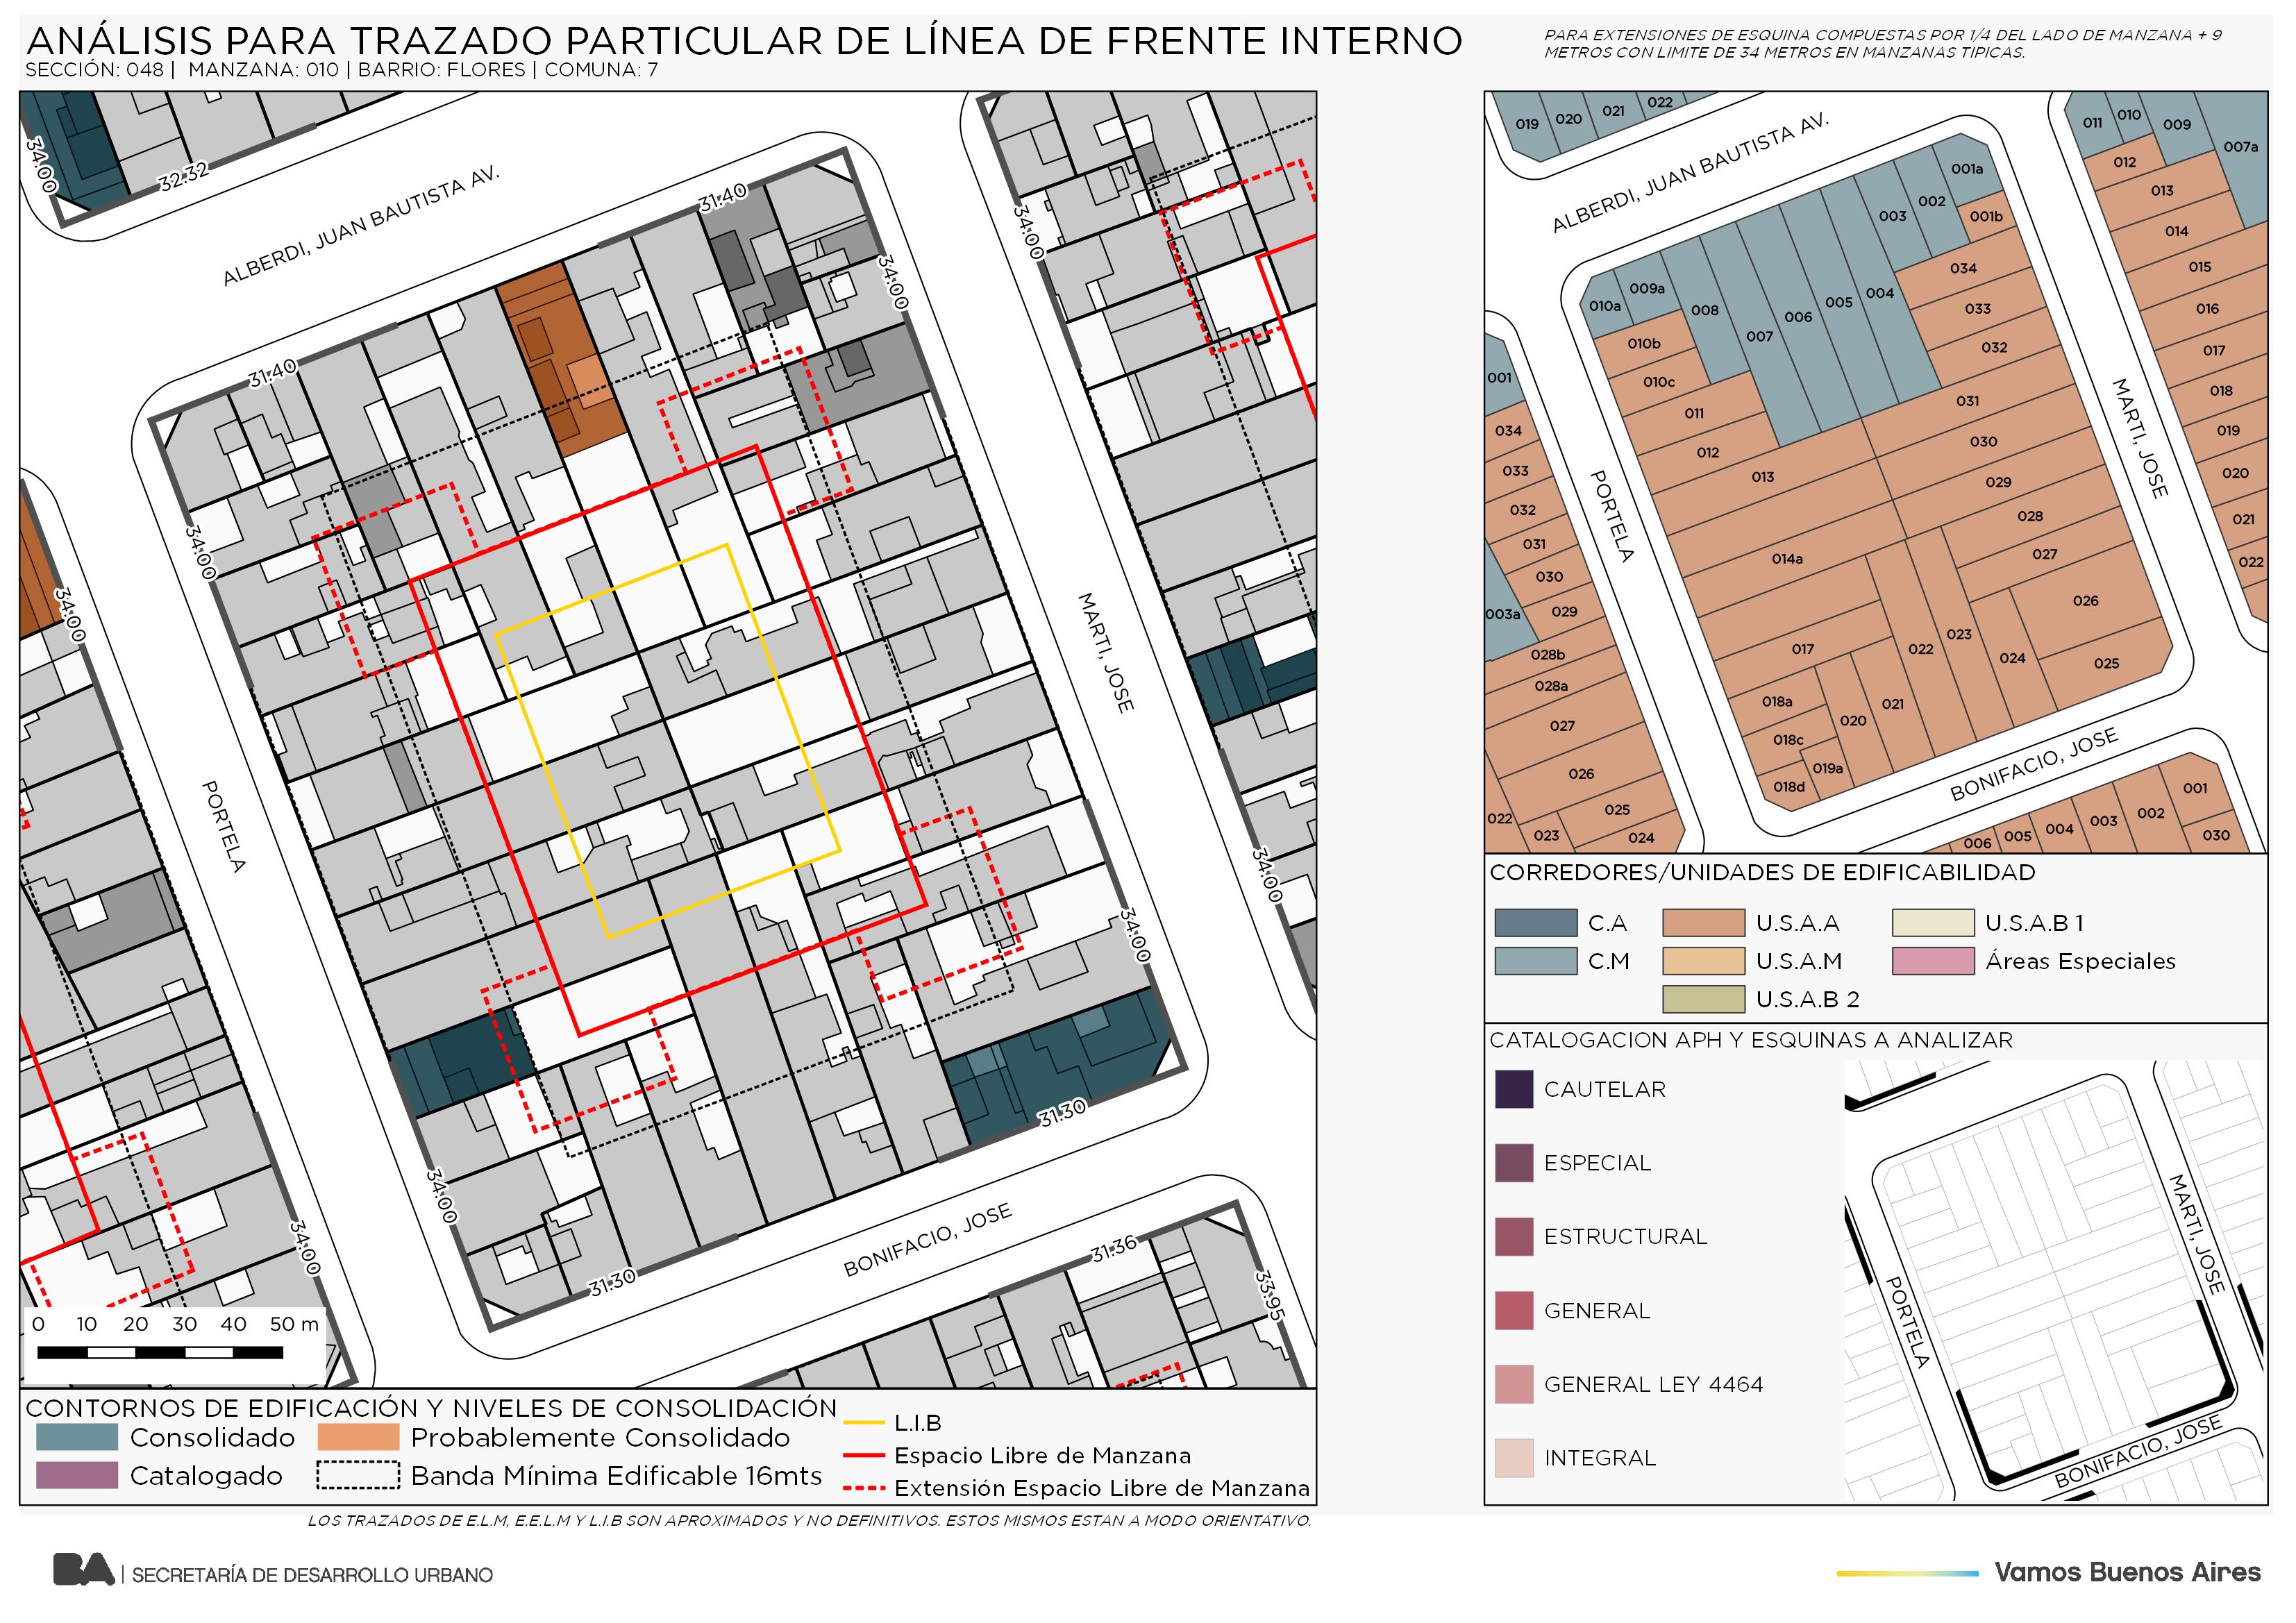 ANÁLISIS PARA TRAZADO PARTICULAR DE LÍNEA DE FRENTE INTERNO
SECCIÓN: 048 | MANZANA: 010 | BARRIO: FLORES | COMUNA: 7
PARA EXTENSIONES DE ESQUINA COMPUESTAS POR 1/4 DEL LADO DE MANZANA + 9
METROS CON LIMITE DE 34 METROS EN MANZANAS TIPICAS.
34.00
32.32
ALBERDI, JUAN BAUTISTA AV.
31.40
31.40
34.00
34.00
34.00
34.00
PORTELA
MARTI, JOSE
34.00
34.00
34.00
34.00
31.30
31.30
BONIFACIO, JOSE
31.36
33.95
0 10 20 30 40 50 m
CONTORNOS DE EDIFICACIÓN Y NIVELES DE CONSOLIDACIÓN
Consolidado
Probablemente Consolidado
Catalogado
Banda Mínima Edificable 16mts
L.I.B
Espacio Libre de Manzana
Extensión Espacio Libre de Manzana
LOS TRAZADOS DE E.L.M, E.E.L.M Y L.I.B SON APROXIMADOS Y NO DEFINITIVOS. ESTOS MISMOS ESTAN A MODO ORIENTATIVO.
019
020
021
022
ALBERDI, JUAN BAUTISTA AV.
011
010
009
007a
012
013
014
015
016
017
018
019
020
021
022
001a
002
003
001b
004
005
006
007
008
009a
010a
010b
010c
011
012
013
014a
017
018a
018c
018d
019a
020
021
022
023
024
025
026
027
028
029
030
031
032
033
034
001
034
033
032
031
030
029
003a
028b
028a
027
026
025
024
023
022
PORTELA
MARTI, JOSE
BONIFACIO, JOSE
006
005
004
003
002
001
030
CORREDORES/UNIDADES DE EDIFICABILIDAD
C.A
U.S.A.A
U.S.A.B 1
C.M
U.S.A.M
Áreas Especiales
U.S.A.B 2
CATALOGACION APH Y ESQUINAS A ANALIZAR
CAUTELAR
ESPECIAL
ESTRUCTURAL
GENERAL
GENERAL LEY 4464
INTEGRAL
PORTELA
MARTI, JOSE
BONIFACIO, JOSE
BA | SECRETARÍA DE DESARROLLO URBANO
Vamos Buenos Aires